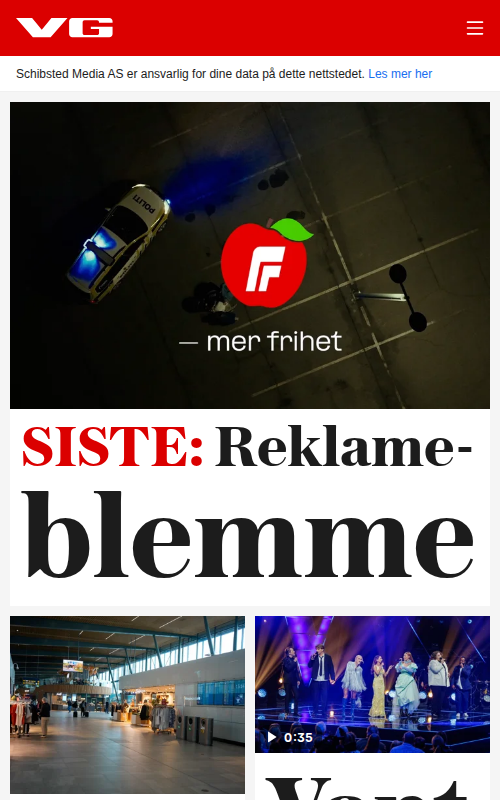 VG
Schibsted Media AS er ansvarlig for dine data på dette nettstedet. Les mer her
POLITI
F
— mer frihet
SISTE: Reklame-
blemme
0:35